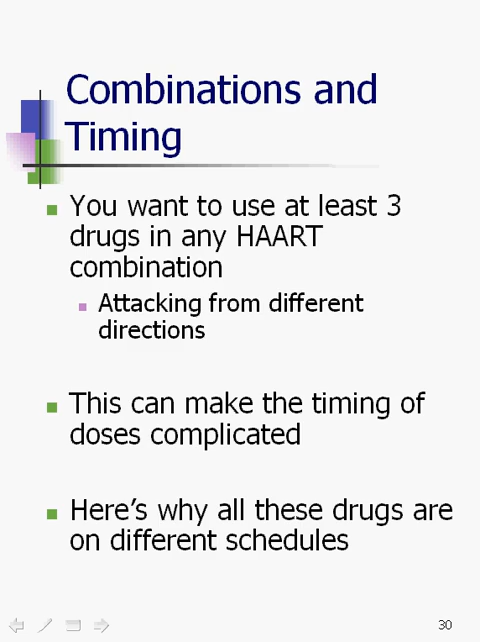 Combinations and
Timing
You want to use at least 3
drugs in any HAART
combination
Attacking from different
directions
This can make the timing of
doses complicated
Here's why all these drugs are
on different schedules
30